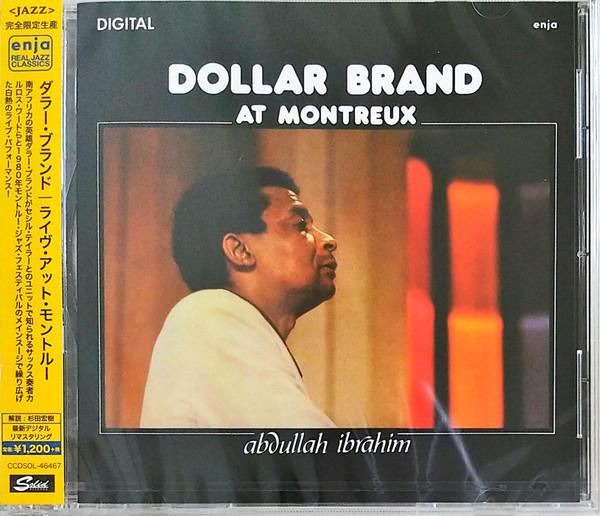 <JAZZ>
完全限定生産
enja
REAL JAZZ
CLASSICS
ダラー・ブランド｜ライヴ・アット・モントルー
南アフリカの英雄ダラー・ブランドがセシル・テイラーとのユニットで知られるサックス奏者カ
ルロス・ワードらと1980年モントルー・ジャズ・フェスティバルのメインステージで繰り広げ
た白熱のライブ・パフォーマンス！
解説：杉田宏樹
最新デジタル
リマスタリング
定価：¥1,200+税
CCDSOL-46467
Solid
RECORDS
DIGITAL
enja
DOLLAR BRAND
AT MONTREUX
abdullah ibrāhim